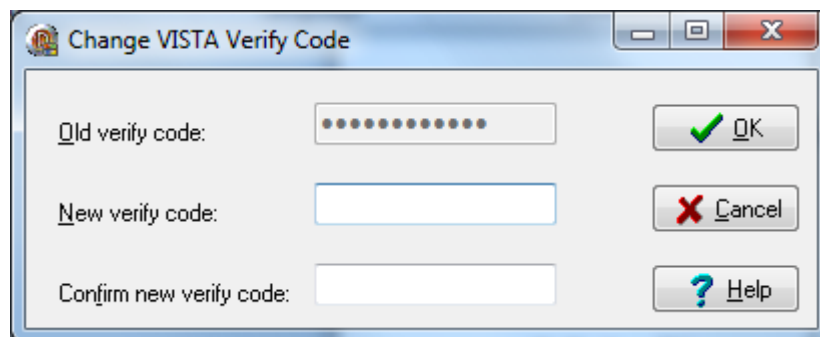 Change VISTA Verify Code
Old verify code: ●●●●●●●●●●●● OK
New verify code: Cancel
Confirm new verify code: Help